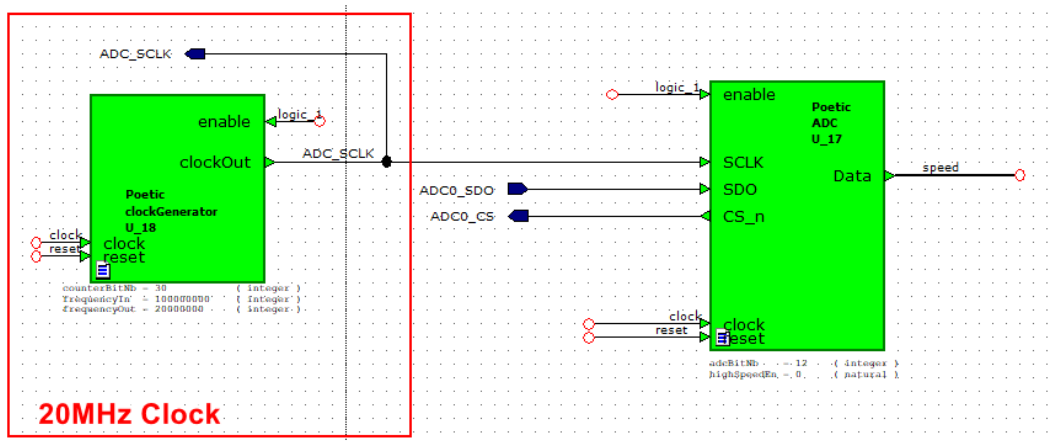 ADC_SCLK
enable
logic_1
clockOut
ADC_SCLK
Poetic
clockGenerator
U_18
clock
reset
clock
reset
counterBitNb = 30 ( integer )
frequencyIn = 100000000 ( integer )
frequencyOut = 20000000 ( integer )
20MHz Clock
logic_1
enable
Poetic
ADC
U_17
SCLK
Data
speed
ADC0_SDO
SDO
ADC0_CS
CS_n
clock
reset
clock
reset
adcBitNb = 12 ( integer )
highSpeedEn = 0 ( natural )